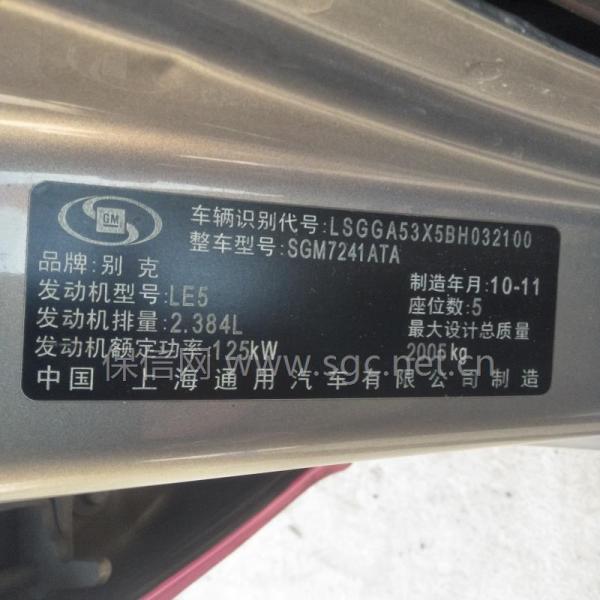 GM
车辆识别代号:LSGGA53X5BH032100
整车型号:SGM7241ATA
品牌:别克
制造年月:10-11
发动机型号:LE5
座位数:5
发动机排量:2.384L
最大设计总质量
发动机额定功率:125kW
2005kg
保信网 www.sgc.net.cn
中国 上海通用汽车有限公司制造